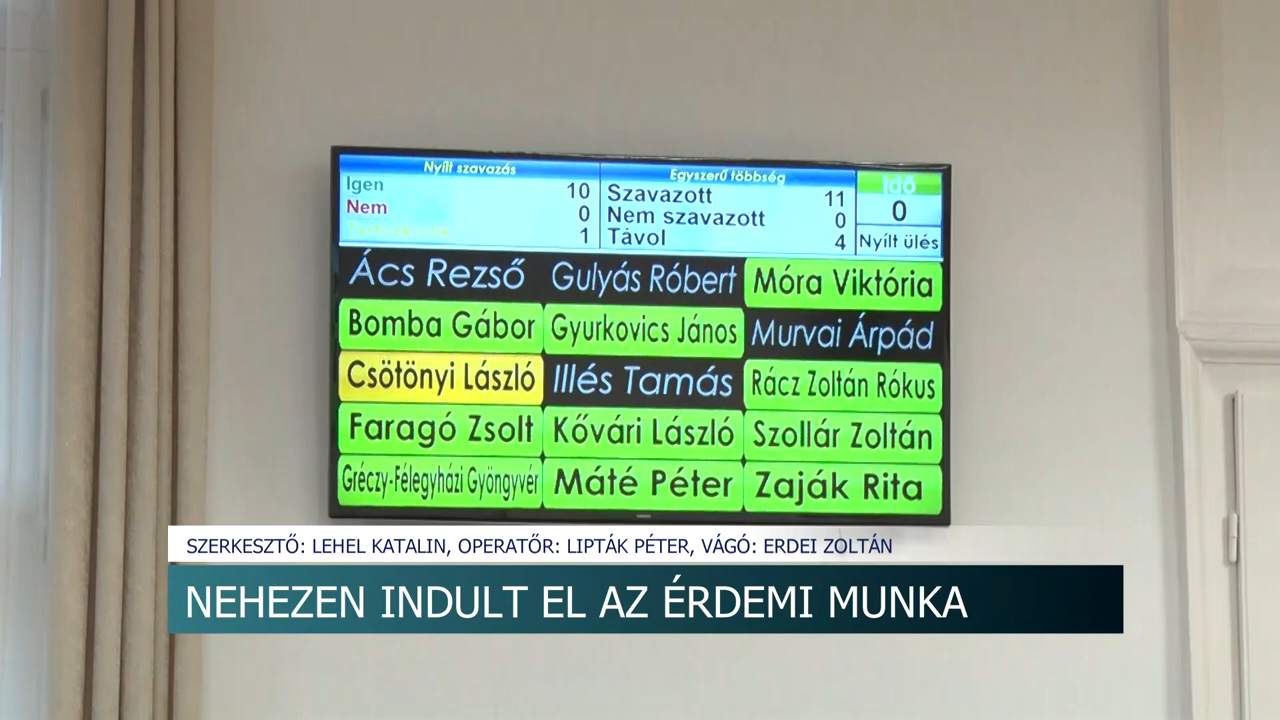 Nyílt szavazás
Egyszerű többség
Idő
Igen 10
Nem 0
1
Szavazott 11
Nem szavazott 0
Távol 4
0
Nyílt ülés
Ács Rezső
Gulyás Róbert
Móra Viktória
Bomba Gábor
Gyurkovics János
Murvai Árpád
Csötönyi László
Illés Tamás
Rácz Zoltán Rókus
Faragó Zsolt
Kővári László
Szollár Zoltán
Gréczy-Félegyházi Gyöngyvér
Máté Péter
Zaják Rita
SZERKESZTŐ: LEHEL KATALIN, OPERATŐR: LIPTÁK PÉTER, VÁGÓ: ERDEI ZOLTÁN
NEHEZEN INDULT EL AZ ÉRDEMI MUNKA